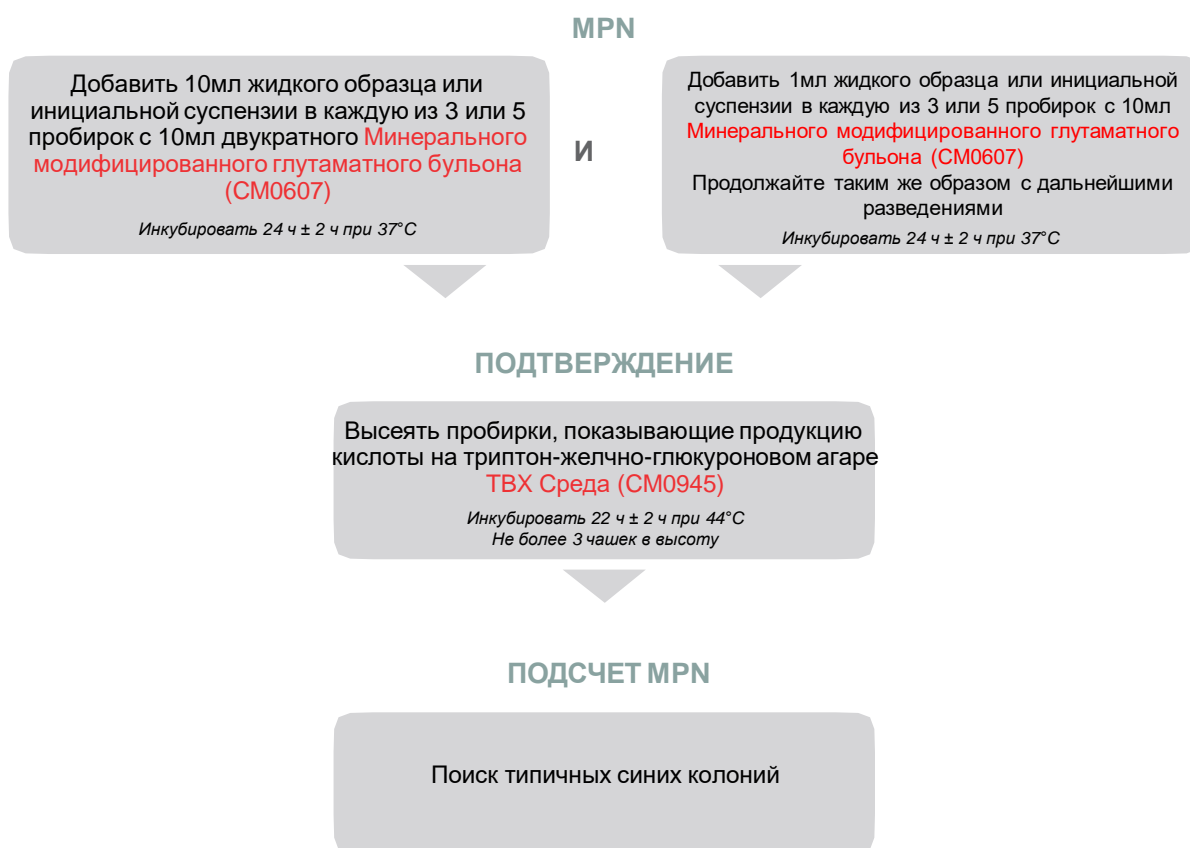 MPN
Добавить 10мл жидкого образца или
инициальной суспензии в каждую из 3 или 5
пробирок с 10мл двукратного Минерального
модифицированного глутаматного бульона
(CM0607)
Инкубировать 24 ч ± 2 ч при 37°C
И
Добавить 1мл жидкого образца или инициальной
суспензии в каждую из 3 или 5 пробирок с 10мл
Минерального модифицированного глутаматного
бульона (CM0607)
Продолжайте таким же образом с дальнейшими
разведениями
Инкубировать 24 ч ± 2 ч при 37°C
ПОДТВЕРЖДЕНИЕ
Высеять пробирки, показывающие продукцию
кислоты на триптон-желчно-глюкуроновом агаре
TBX Среда (CM0945)
Инкубировать 22 ч ± 2 ч при 44°C
Не более 3 чашек в высоту
ПОДСЧЕТ MPN
Поиск типичных синих колоний